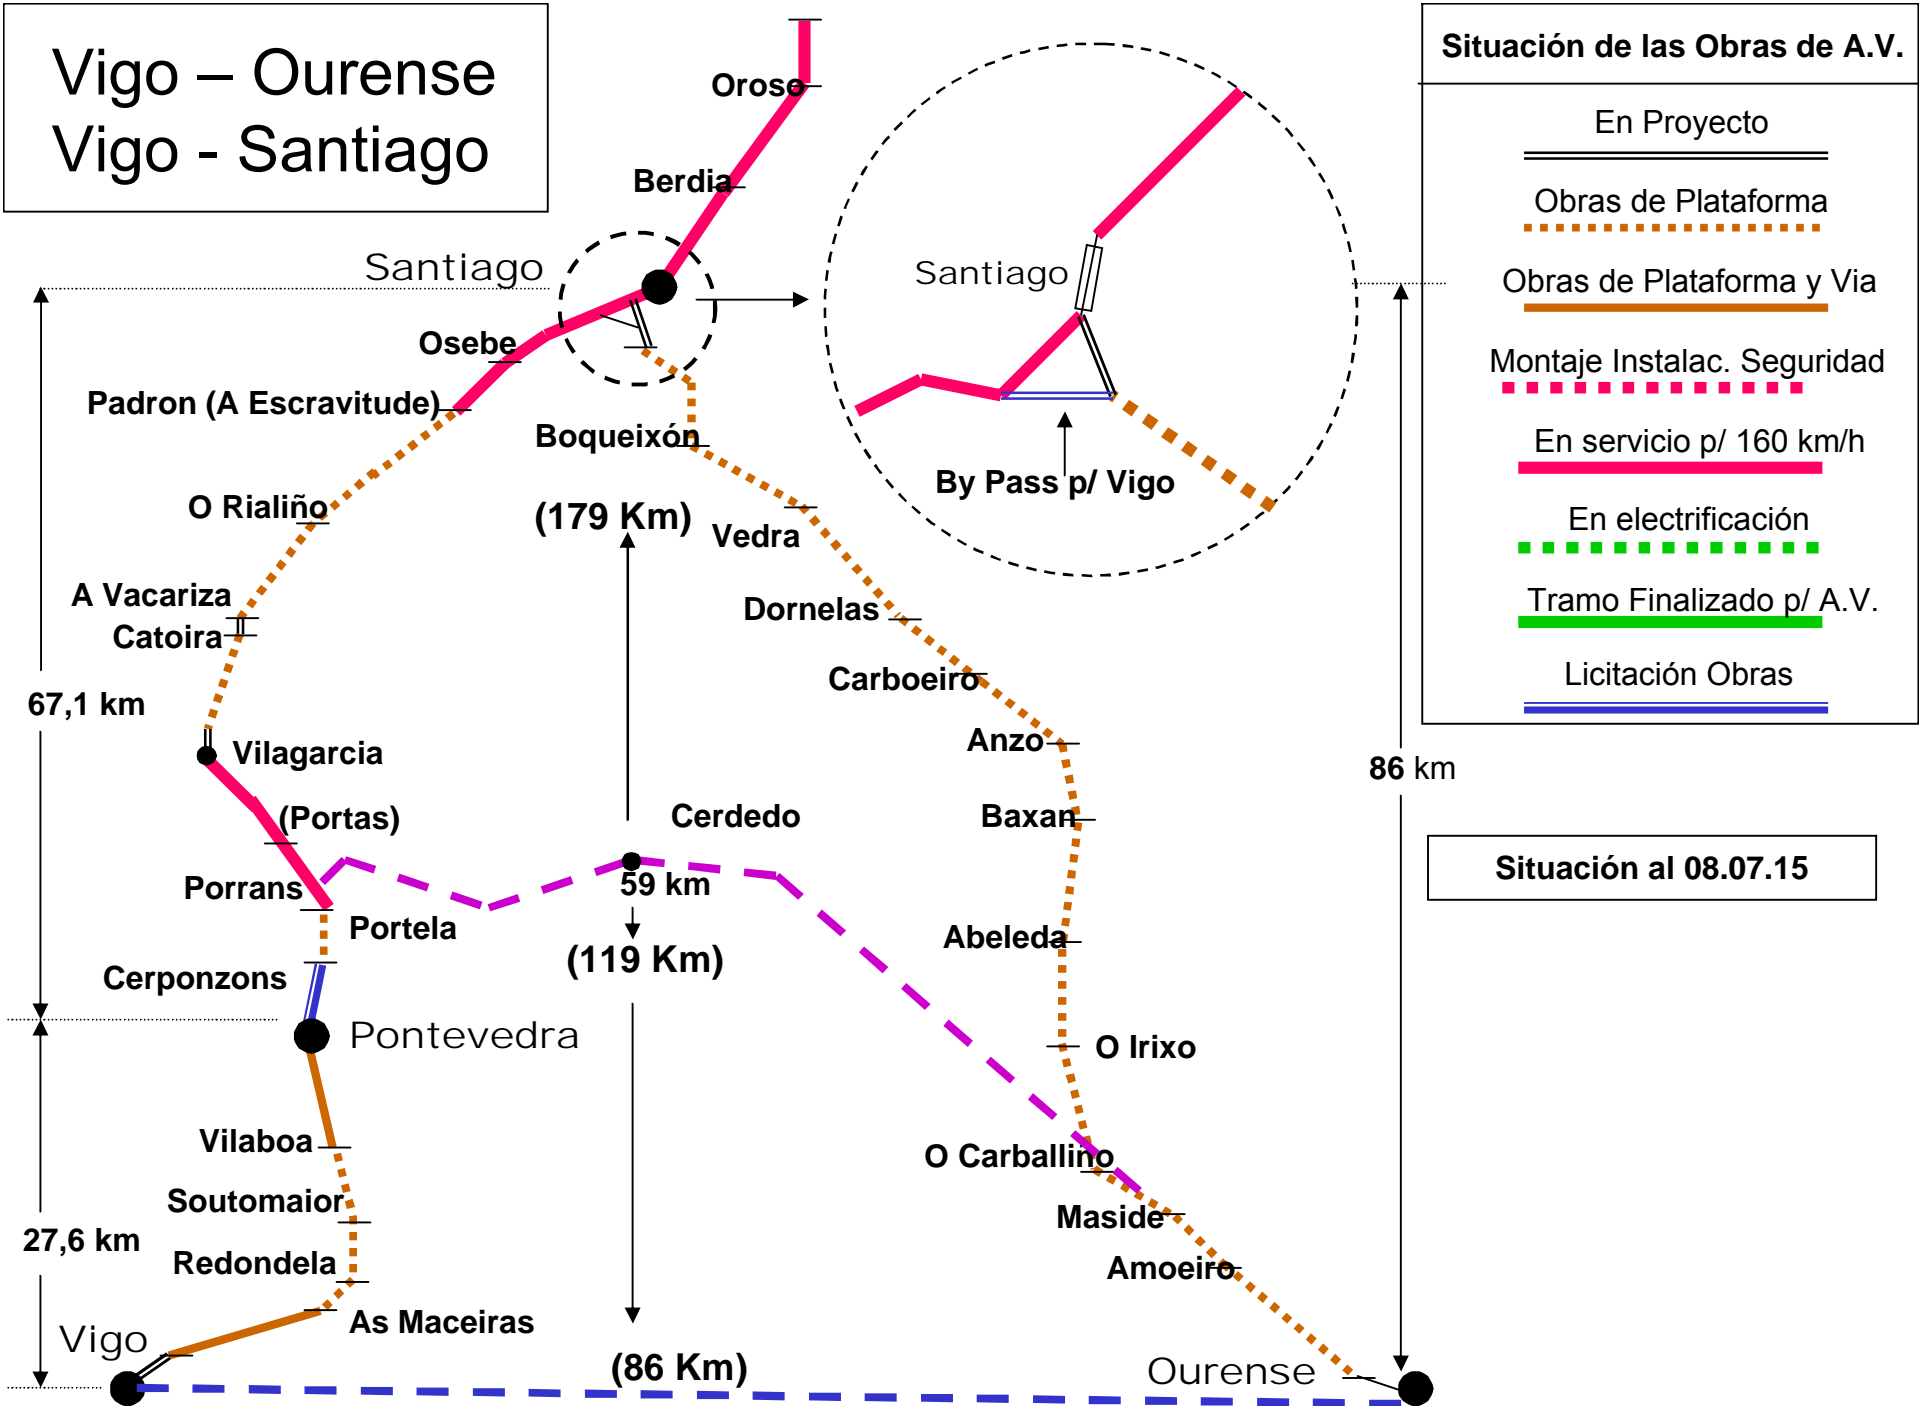 Vigo – Ourense
Vigo - Santiago
Oroso
Berdia
Santiago
Osebe
Padron (A Escravitude)
Boqueixón
O Rialiño
(179 Km)
Vedra
A Vacariza
Catoira
Dornelas
67,1 km
Carboeiro
Vilagarcia
Anzo
(Portas)
Cerdedo
Baxan
Porrans
59 km
Portela
Abeleda
(119 Km)
Cerponzons
Pontevedra
O Irixo
Vilaboa
O Carballino
Soutomaior
Maside
27,6 km
Redondela
Amoeiro
As Maceiras
Vigo
(86 Km)
Ourense
Santiago
By Pass p/ Vigo
86 km
Situación de las Obras de A.V.
En Proyecto
Obras de Plataforma
Obras de Plataforma y Via
Montaje Instalac. Seguridad
En servicio p/ 160 km/h
En electrificación
Tramo Finalizado p/ A.V.
Licitación Obras
Situación al 08.07.15